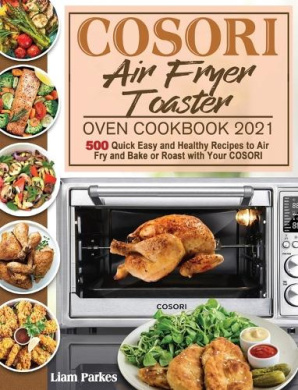 COSORI
Air Fryer
Toaster
OVEN COOKBOOK 2021
500 Quick Easy and Healthy Recipes to Air
Fry and Bake or Roast with Your COSORI
COSORI
Liam Parkes